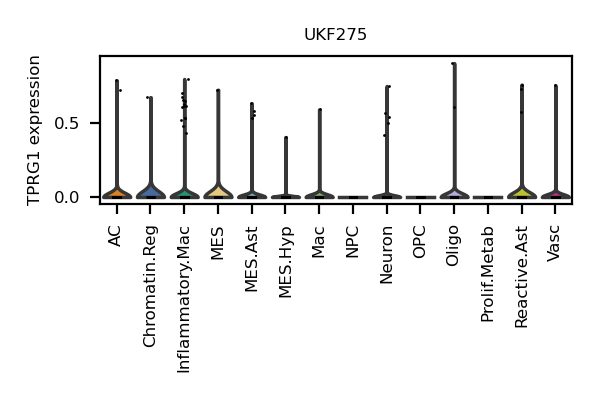 UKF275
TPRG1 expression
0.5
0.0
AC
Chromatin.Reg
Inflammatory.Mac
MES
MES.Ast
MES.Hyp
Mac
NPC
Neuron
OPC
Oligo
Prolif.Metab
Reactive.Ast
Vasc